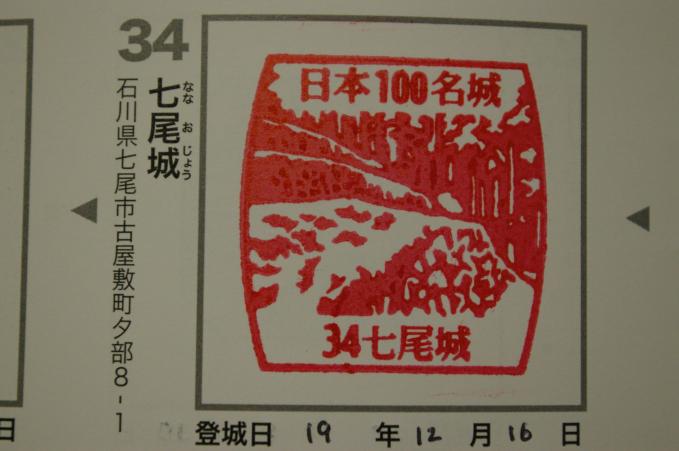 34
七尾城
なな お じょう
石川県七尾市古屋敷町タ部8-1
日本100名城
34七尾城
登城日 19 年 12 月 16 日
日